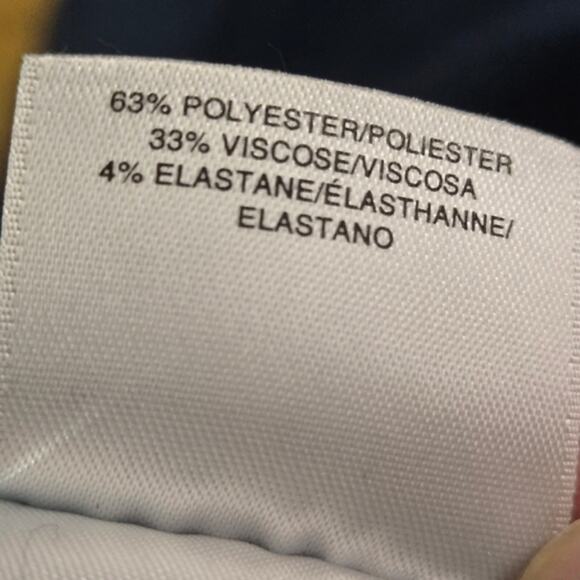 63% POLYESTER/POLIESTER
33% VISCOSE/VISCOSA
4% ELASTANE/ÉLASTHANNE/
ELASTANO